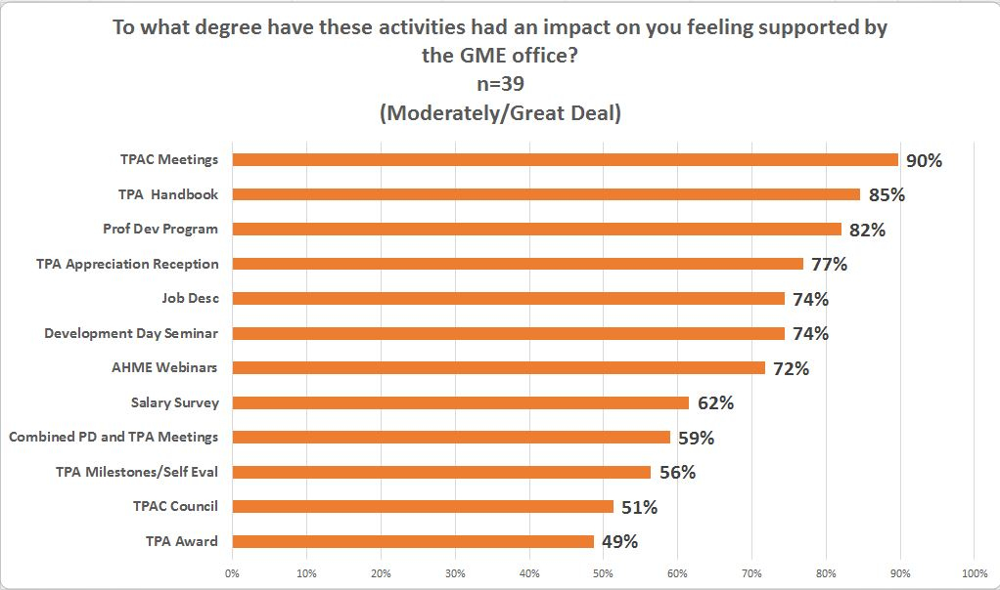 To what degree have these activities had an impact on you feeling supported by
the GME office?
n=39
(Moderately/Great Deal)
TPAC Meetings 90%
TPA Handbook 85%
Prof Dev Program 82%
TPA Appreciation Reception 77%
Job Desc 74%
Development Day Seminar 74%
AHME Webinars 72%
Salary Survey 62%
Combined PD and TPA Meetings 59%
TPA Milestones/Self Eval 56%
TPAC Council 51%
TPA Award 49%
0% 10% 20% 30% 40% 50% 60% 70% 80% 90% 100%